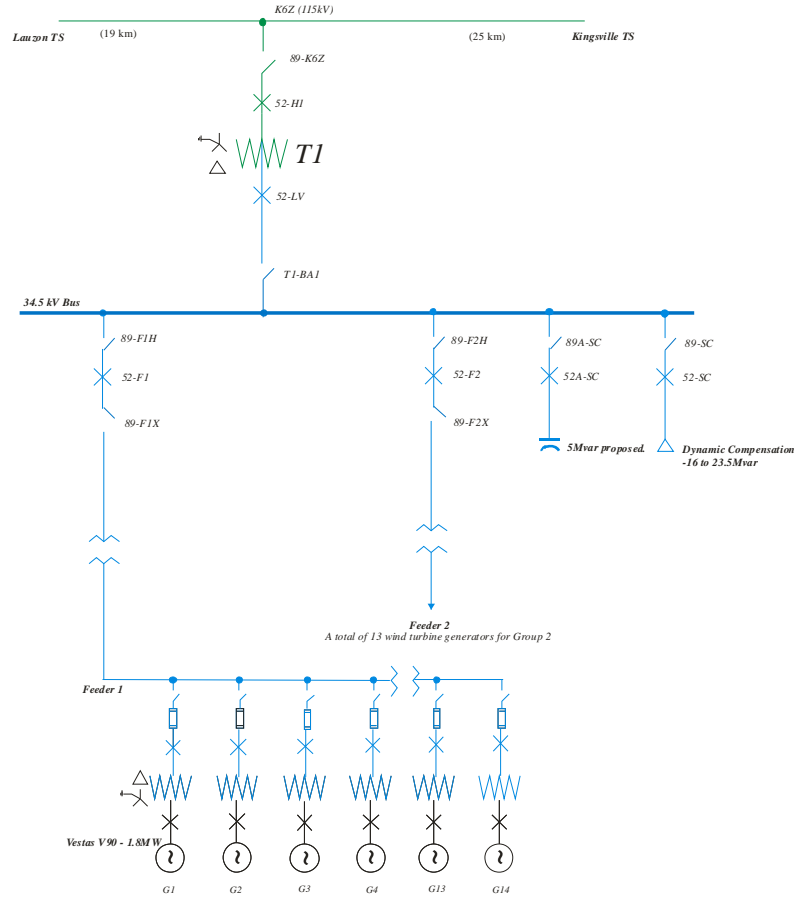 K6Z (115kV)
Lauzon TS
(19 km)
(25 km)
Kingsville TS
89-K6Z
52-H1
T1
52-LV
T1-BA1
34.5 kV Bus
89-F1H
89-F2H
89A-SC
89-SC
52-F1
52-F2
52A-SC
52-SC
89-F1X
89-F2X
5Mvar proposed.
Dynamic Compensation
-16 to 23.5Mvar
Feeder 2
A total of 13 wind turbine generators for Group 2
Feeder 1
Vestas V90 - 1.8MW
G1
G2
G3
G4
G13
G14